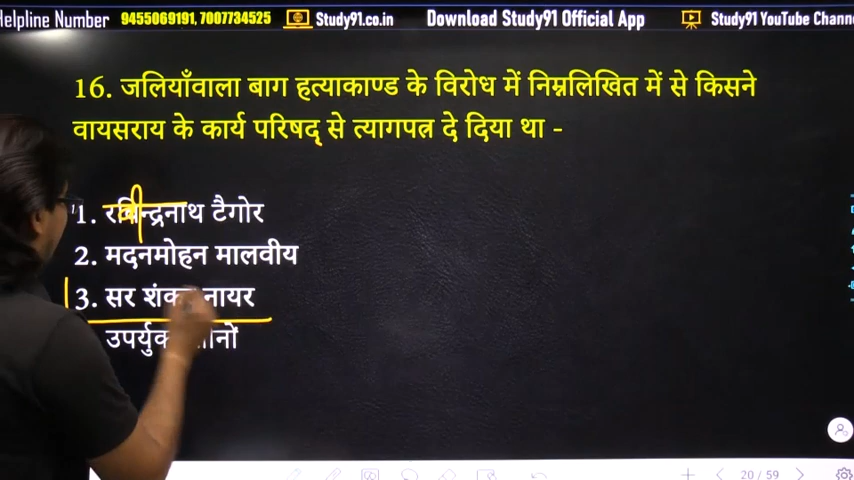 Helpline Number 9455069191, 7007734525 Study91.co.in Download Study91 Official App Study91 YouTube Channe
16. जलियाँवाला बाग हत्याकाण्ड के विरोध में निम्नलिखित में से किसने
वायसराय के कार्य परिषद् से त्यागपत्र दे दिया था -
1. रबिन्द्रनाथ टैगोर
2. मदनमोहन मालवीय
3. सर शंकर नायर
उपर्युक्त तीनों
20 / 59